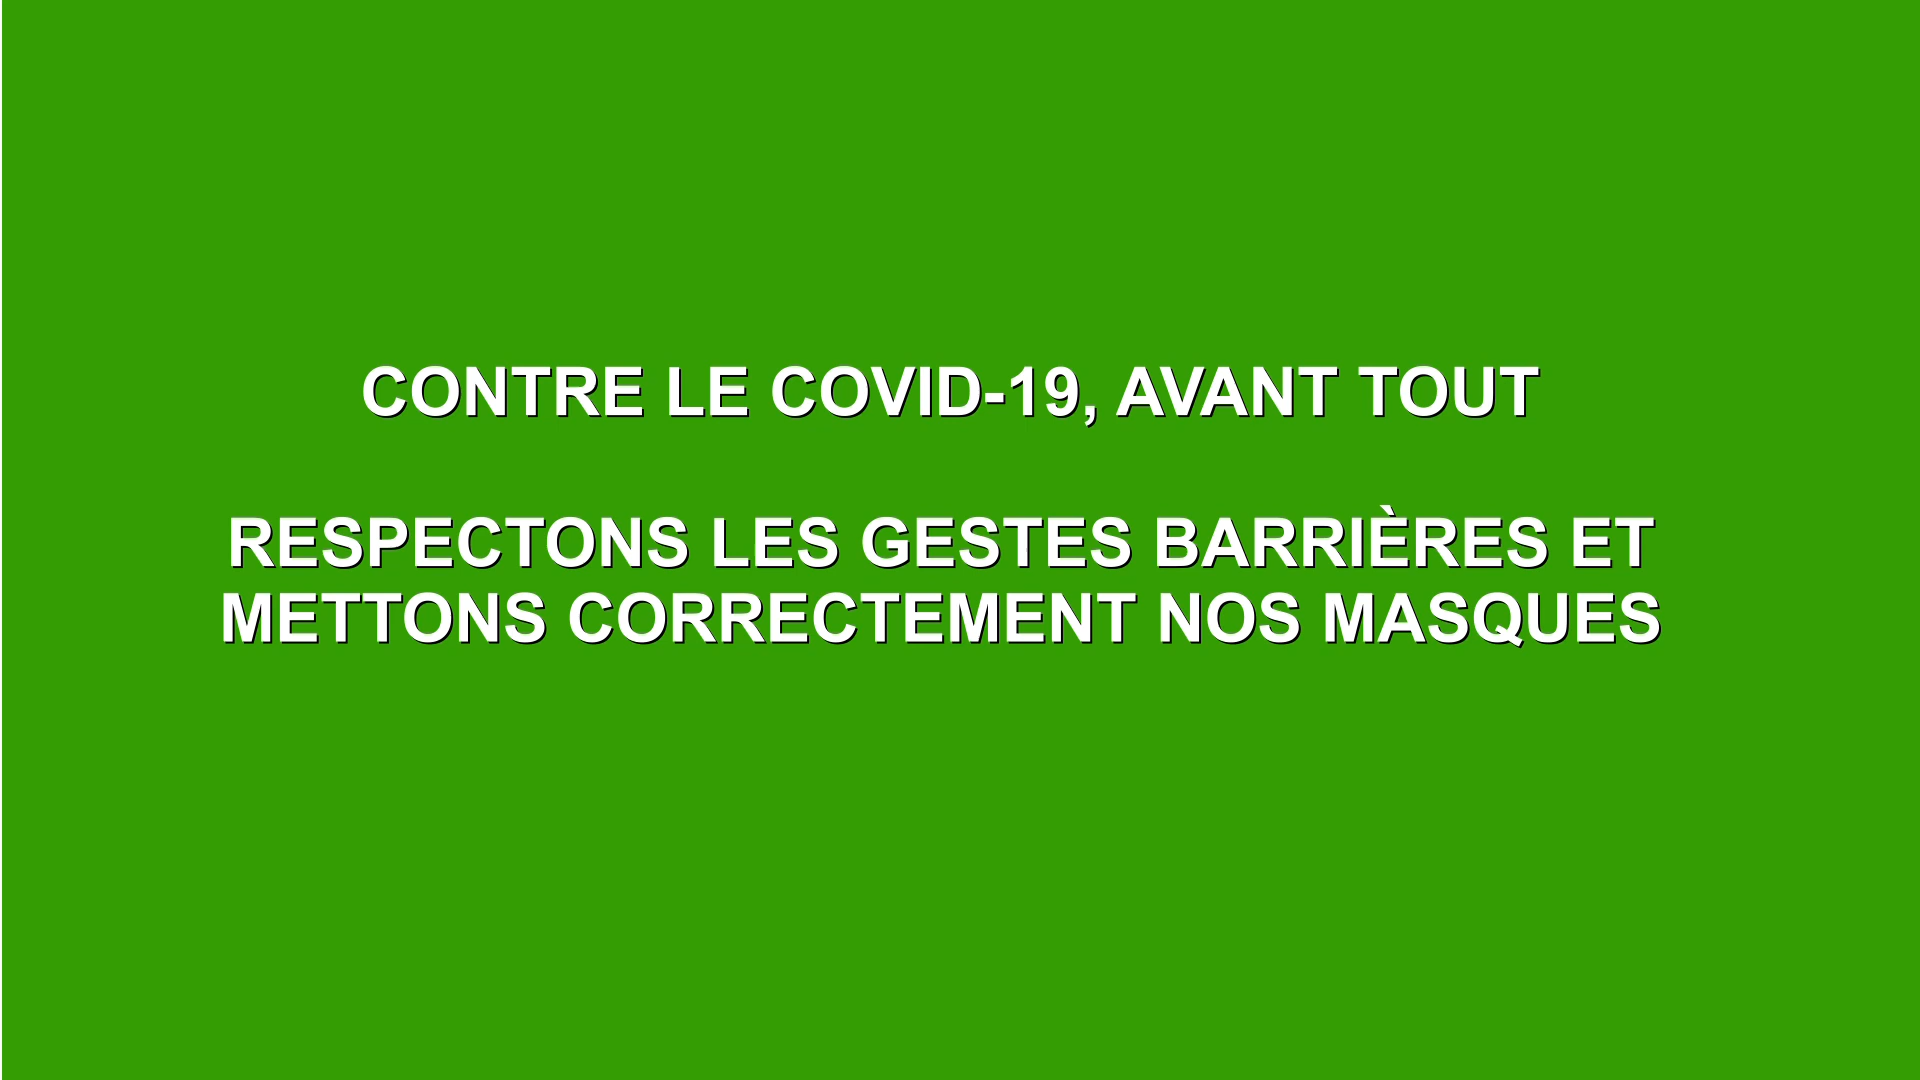 CONTRE LE COVID-19, AVANT TOUT
RESPECTONS LES GESTES BARRIÈRES ET
METTONS CORRECTEMENT NOS MASQUES